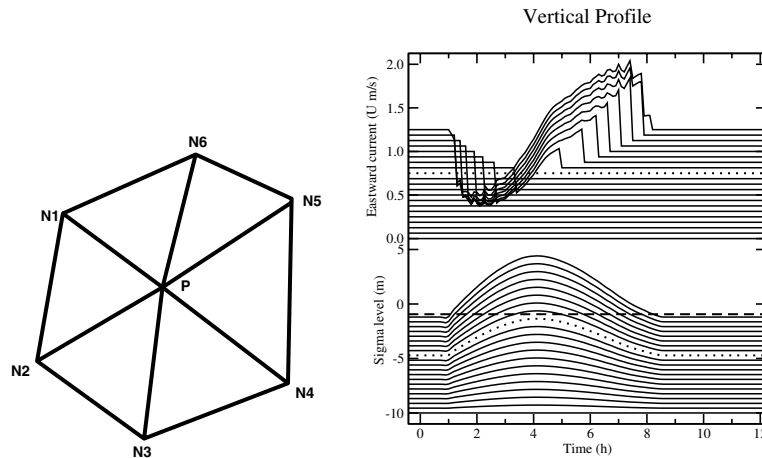 Vertical Profile
N6
N1
N5
P
N2
N4
N3
Eastward current (U m/s)
2.0
1.5
1.0
0.5
0.0
Sigma level (m)
5
0
-5
-10
0 2 4 6 8 10 12
Time (h)